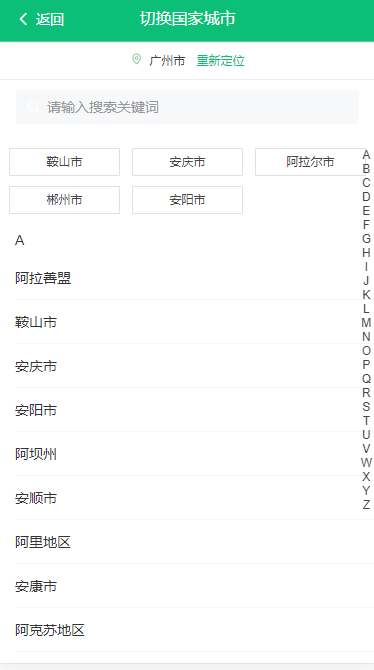 返回 切换国家城市
广州市 重新定位
请输入搜索关键词
鞍山市 安庆市 阿拉尔市
郴州市 安阳市
A
阿拉善盟
鞍山市
安庆市
安阳市
阿坝州
安顺市
阿里地区
安康市
阿克苏地区
A
B
C
D
E
F
G
H
I
J
K
L
M
N
O
P
Q
R
S
T
U
V
W
X
Y
Z